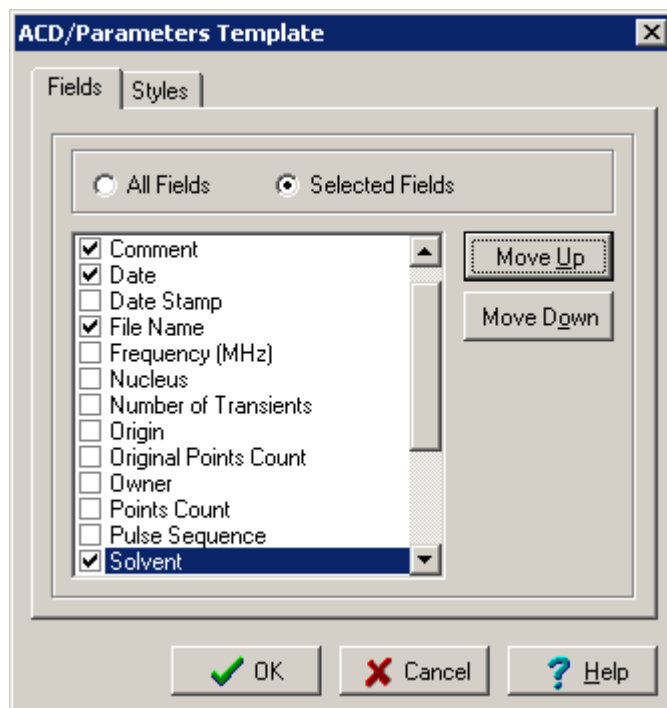 ACD/Parameters Template
Fields Styles
All Fields Selected Fields
Comment
Date
Date Stamp
File Name
Frequency (MHz)
Nucleus
Number of Transients
Origin
Original Points Count
Owner
Points Count
Pulse Sequence
Solvent
Move Up
Move Down
OK Cancel Help